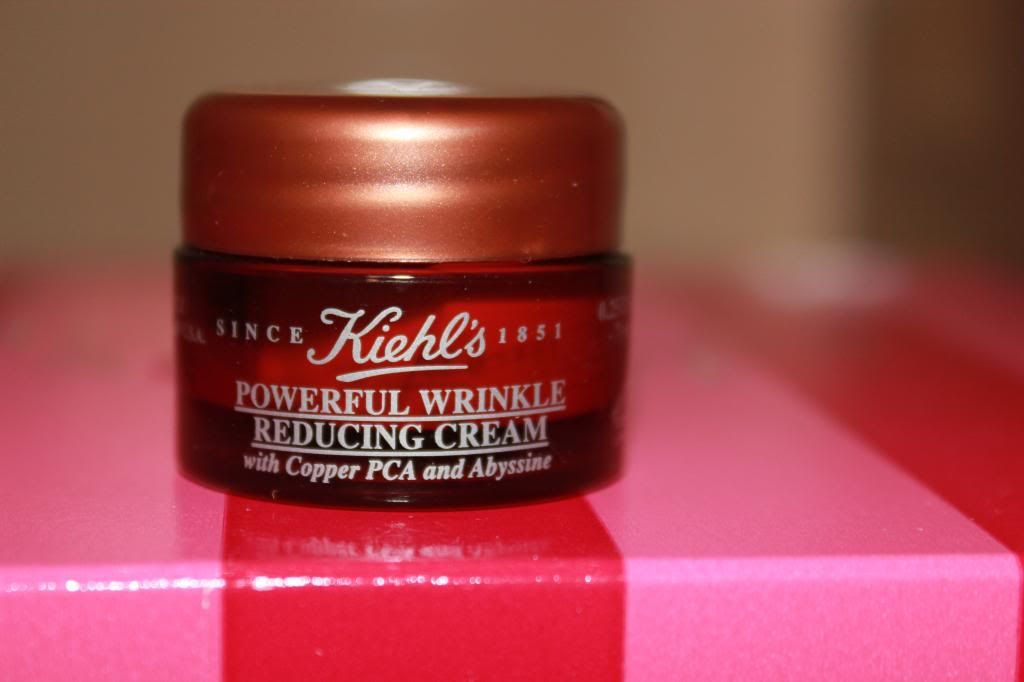 SINCE Kiehl's 1851
POWERFUL WRINKLE
REDUCING CREAM
with Copper PCA and Abyssine